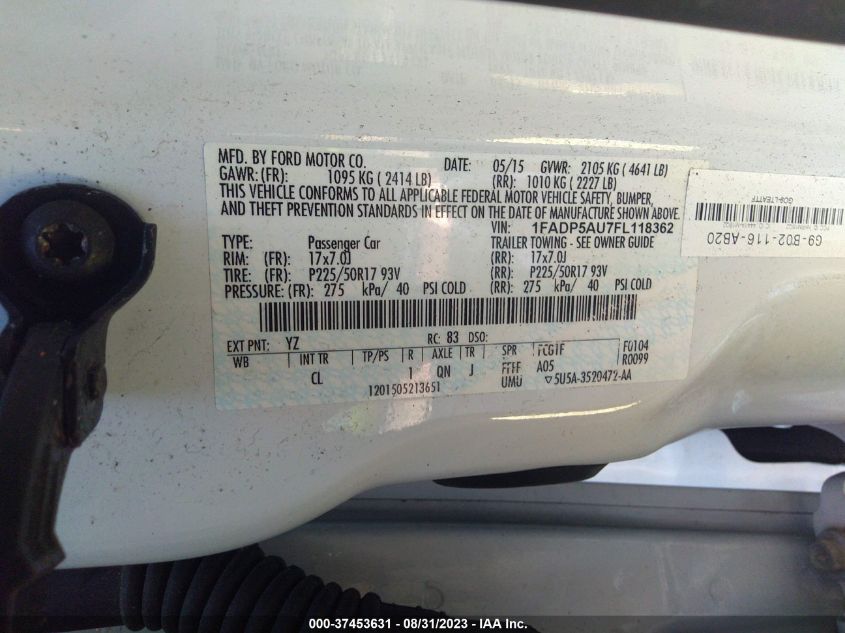 MFD. BY FORD MOTOR CO. DATE: 05/15 GVWR: 2105 KG ( 4641 LB)
GAWR: (FR): 1095 KG ( 2414 LB) (RR): 1010 KG ( 2227 LB)
THIS VEHICLE CONFORMS TO ALL APPLICABLE FEDERAL MOTOR VEHICLE SAFETY, BUMPER,
AND THEFT PREVENTION STANDARDS IN EFFECT ON THE DATE OF MANUFACTURE SHOWN ABOVE.
VIN: 1FADP5AU7FL118362
TYPE: Passenger Car TRAILER TOWING - SEE OWNER GUIDE
RIM: (FR): 17x7.0J (RR): 17x7.0J
TIRE: (FR): P225/50R17 93V (RR): P225/50R17 93V
PRESSURE: (FR): 275 kPa/ 40 PSI COLD (RR): 275 kPa/ 40 PSI COLD
EXT PNT: YZ RC: 83 DSO:
WB INT TR TP/PS R AXLE TR SPR FCG1F F0104
CL 1 QN J FFFF A05 R0099
UMU ▽5U5A-3520472-AA
1201505213651
G9-B02-116-AB20
000-37453631 - 08/31/2023 - IAA Inc.